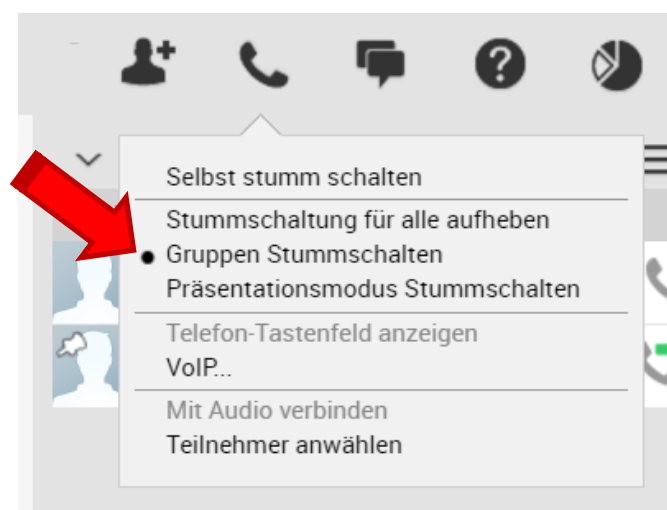 Selbst stumm schalten
Stummschaltung für alle aufheben
Gruppen Stummschalten
Präsentationsmodus Stummschalten
Telefon-Tastenfeld anzeigen
VoIP...
Mit Audio verbinden
Teilnehmer anwählen